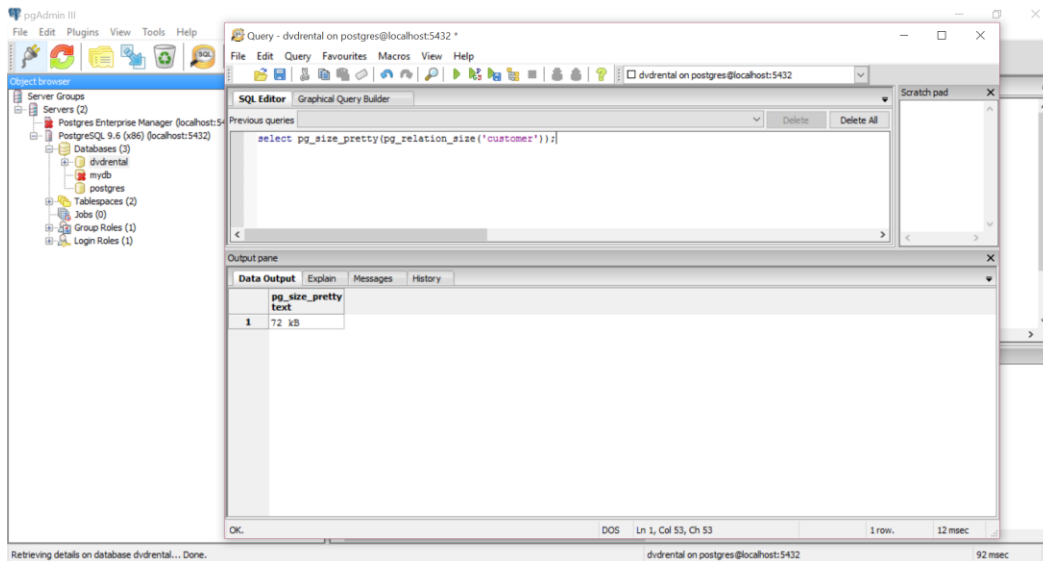 pgAdmin III
File Edit Plugins View Tools Help
SQL
Object browser
Server Groups
Servers (2)
Postgres Enterprise Manager (localhost:54
PostgreSQL 9.6 (x86) (localhost:5432)
Databases (3)
dvdrental
mydb
postgres
Tablespaces (2)
Jobs (0)
Group Roles (1)
Login Roles (1)
Query - dvdrental on postgres@localhost:5432 *
File Edit Query Favourites Macros View Help
dvdrental on postgres@localhost:5432
SQL Editor Graphical Query Builder
Previous queries Delete Delete All
select pg_size_pretty(pg_relation_size('customer'));
Scratch pad
Output pane
Data Output Explain Messages History
pg_size_pretty
text
1 72 kB
OK. DOS Ln 1, Col 53, Ch 53 1 row. 12 msec
Retrieving details on database dvdrental... Done. dvdrental on postgres@localhost:5432 92 msec